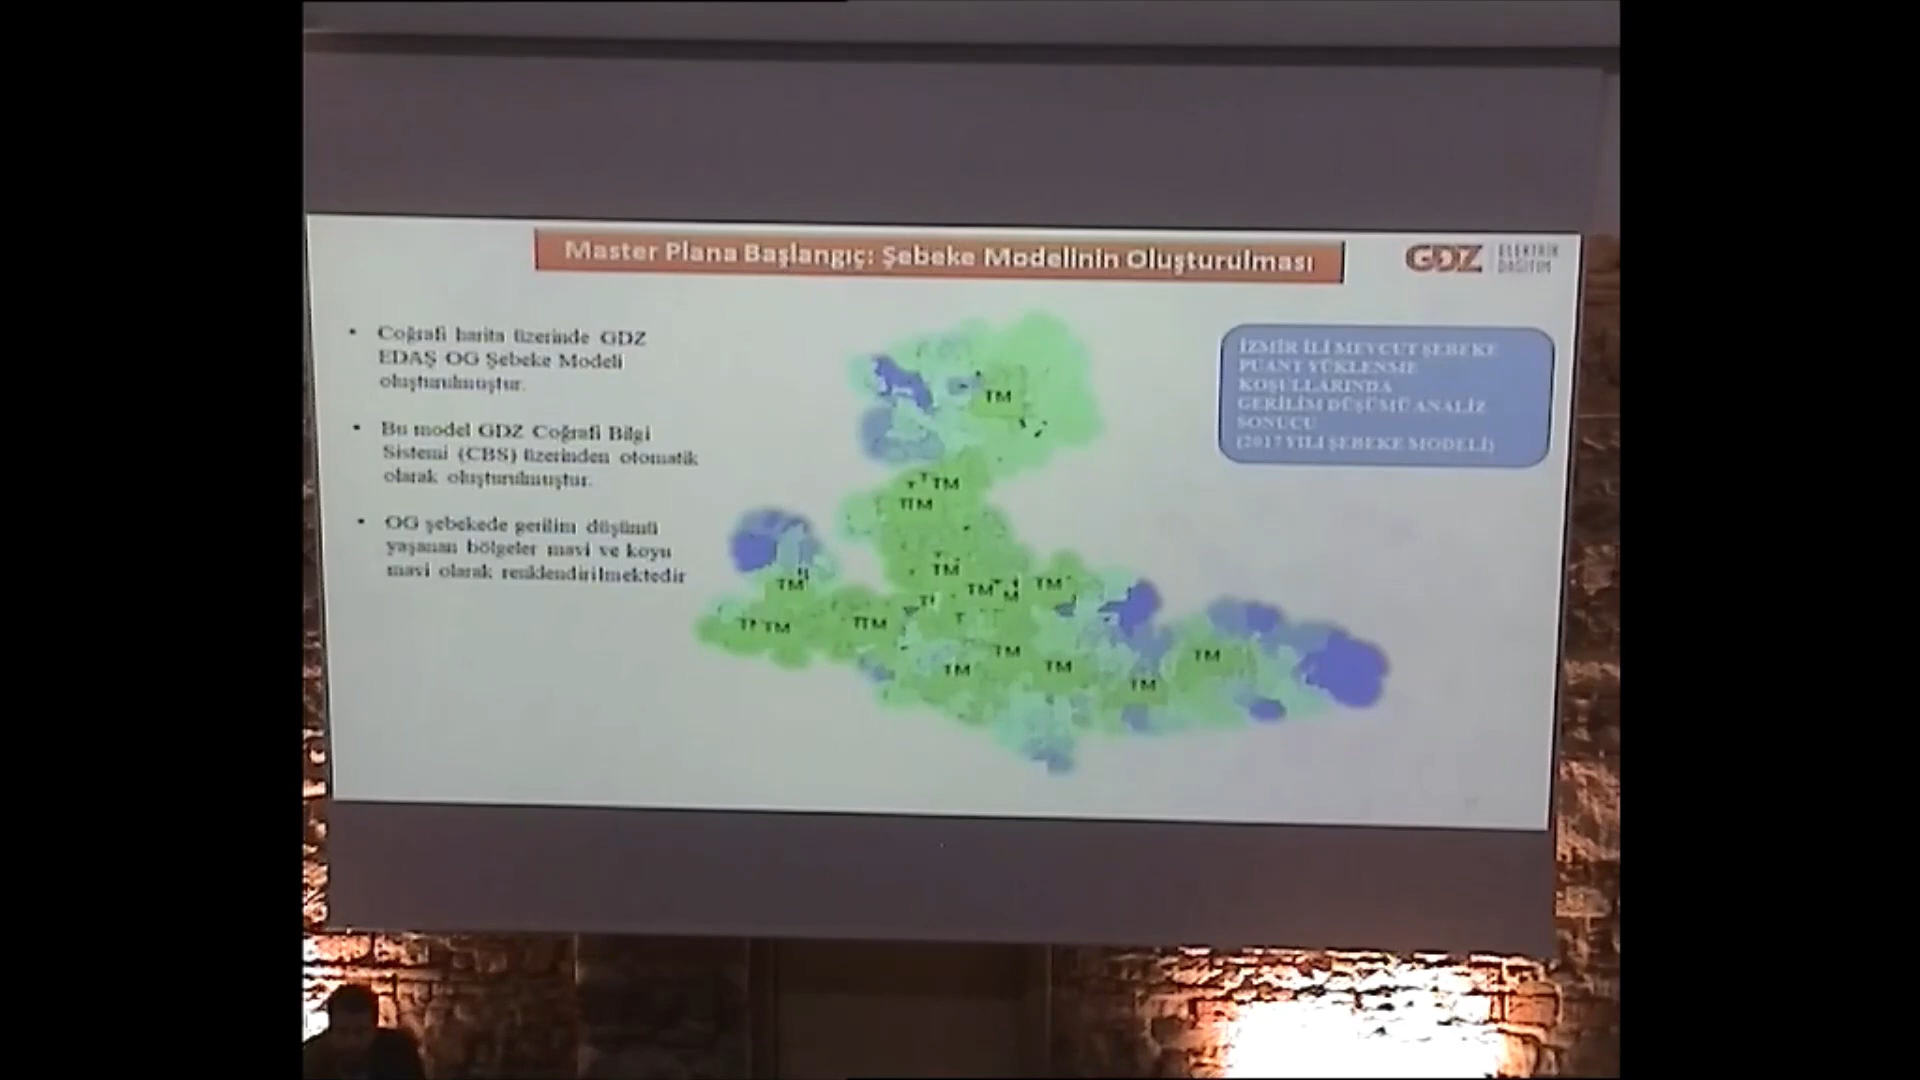 Master Plana Başlangıç: Şebeke Modelinin Oluşturulması
GDZ ELEKTRİK
DAĞITIM
• Coğrafi harita üzerinde GDZ
EDAŞ OG Şebeke Modeli
oluşturulmuştur.
• Bu model GDZ Coğrafi Bilgi
Sistemi (CBS) üzerinden otomatik
olarak oluşturulmuştur.
• OG şebekede gerilim düşümü
yaşanan bölgeler mavi ve koyu
mavi olarak renklendirilmektedir
İZMİR İLİ MEVCUT ŞEBEKE
PUANT YÜKLENME
KOŞULLARINDA
GERİLİM DÜŞÜMÜ ANALİZ
SONUCU
(2017 YILI ŞEBEKE MODELİ)
TM
TM
TM
TM
TM
TM
TM
TM
TM
TM
TM
TM
TM
TM